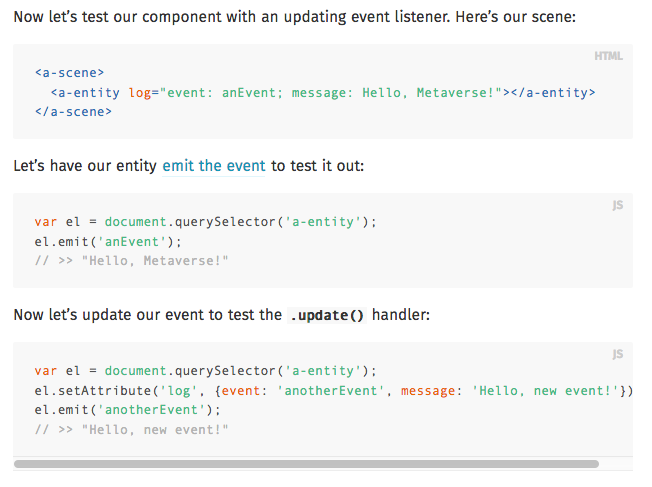 Now let’s test our component with an updating event listener. Here’s our scene:
HTML
<a-scene>
  <a-entity log="event: anEvent; message: Hello, Metaverse!"></a-entity>
</a-scene>
Let’s have our entity emit the event to test it out:
JS
var el = document.querySelector('a-entity');
el.emit('anEvent');
// >> "Hello, Metaverse!"
Now let’s update our event to test the .update() handler:
JS
var el = document.querySelector('a-entity');
el.setAttribute('log', {event: 'anotherEvent', message: 'Hello, new event!'})
el.emit('anotherEvent');
// >> "Hello, new event!"